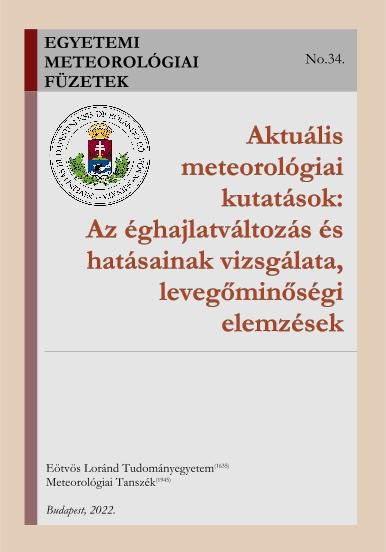 EGYETEMI
METEOROLÓGIAI
FÜZETEK
No.34.
Aktuális
meteorológiai
kutatások:
Az éghajlatváltozás és
hatásainak vizsgálata,
levegőminőségi
elemzések
Eötvös Loránd Tudományegyetem(1635)
Meteorológiai Tanszék(1945)
Budapest, 2022.